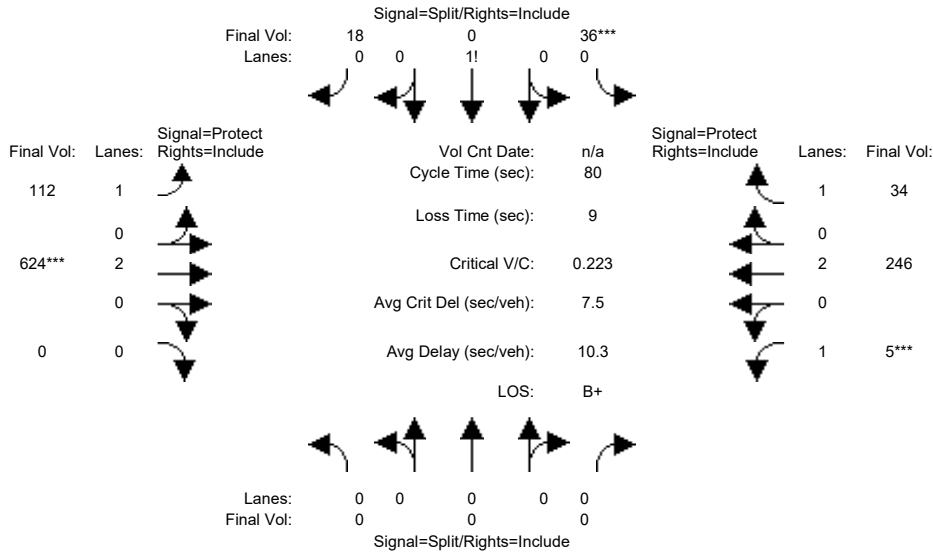 Signal=Split/Rights=Include
Final Vol: 18 0 36***
Lanes: 0 0 1! 0 0
Signal=Protect Signal=Protect
Final Vol: Lanes: Rights=Include Vol Cnt Date: n/a Rights=Include Lanes: Final Vol:
Cycle Time (sec): 80
112 1 1 34
Loss Time (sec): 9
0 0
624*** 2 Critical V/C: 0.223 2 246
0 Avg Crit Del (sec/veh): 7.5 0
0 0 Avg Delay (sec/veh): 10.3 1 5***
LOS: B+
Lanes: 0 0 0 0 0
Final Vol: 0 0 0
Signal=Split/Rights=Include